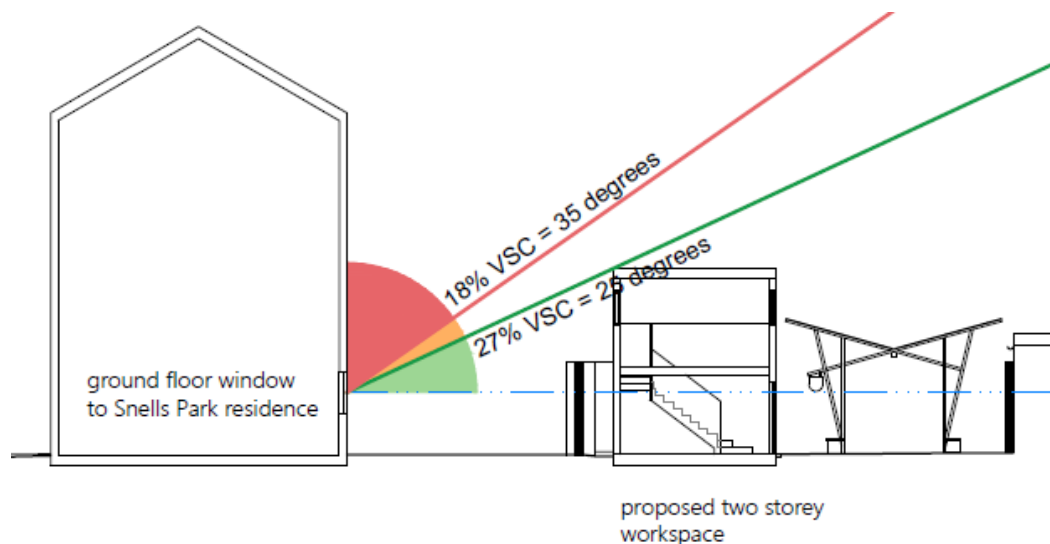 18% VSC = 35 degrees
27% VSC = 25 degrees
ground floor window
to Snells Park residence
proposed two storey
workspace